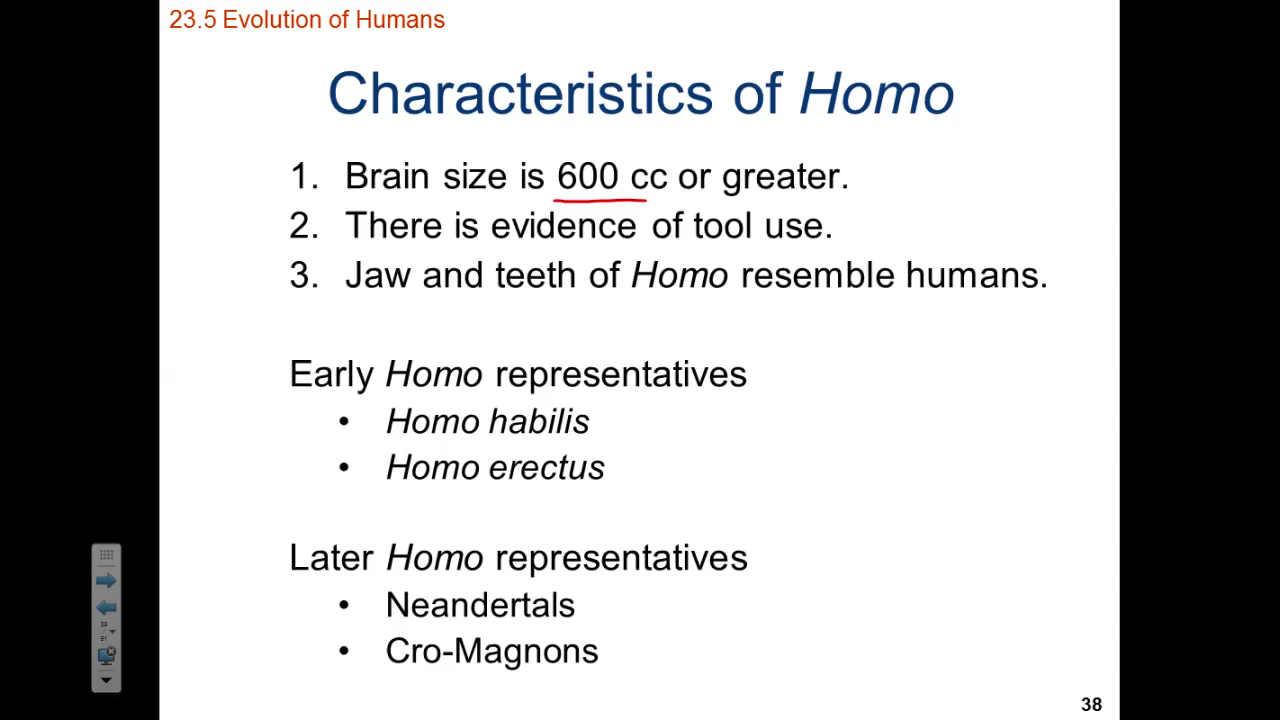 23.5 Evolution of Humans
Characteristics of Homo
1. Brain size is 600 cc or greater.
2. There is evidence of tool use.
3. Jaw and teeth of Homo resemble humans.
Early Homo representatives
• Homo habilis
• Homo erectus
Later Homo representatives
• Neandertals
• Cro-Magnons
38